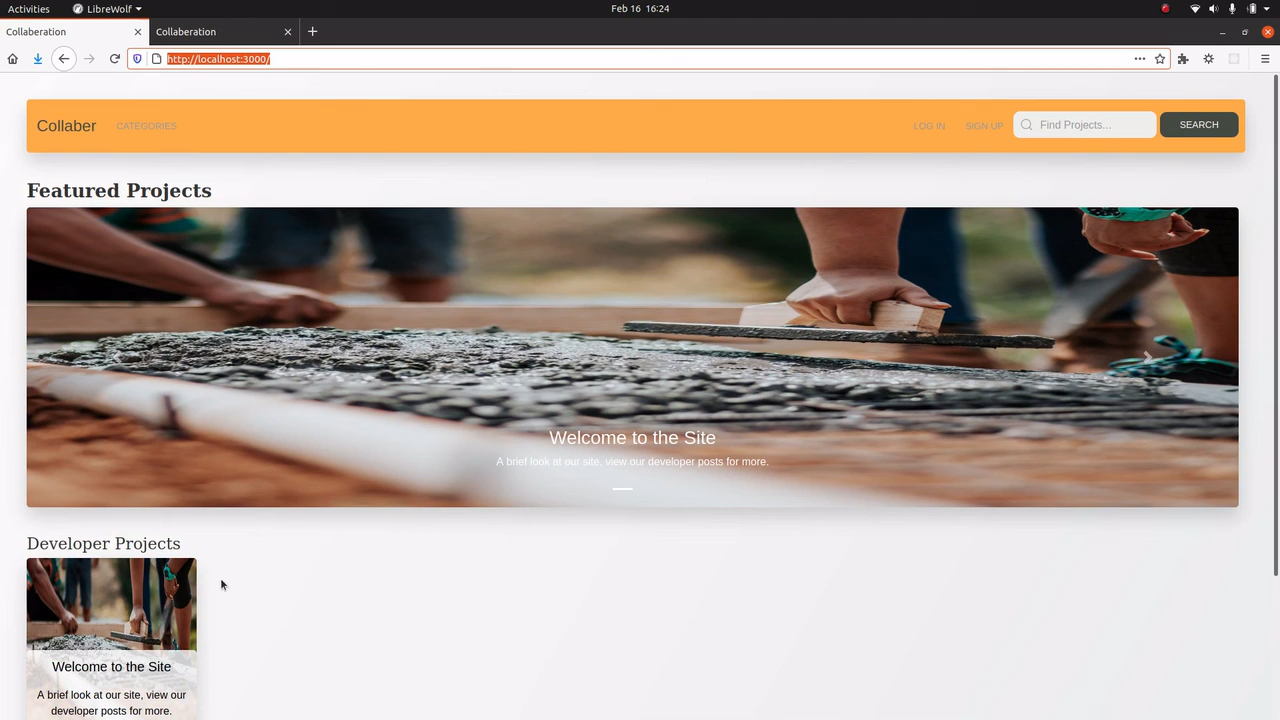 Activities LibreWolf Feb 16 16:24
Collaberation Collaberation
http://localhost:3000/
Collaber CATEGORIES LOG IN SIGN UP Find Projects... SEARCH
Featured Projects
Welcome to the Site
A brief look at our site, view our developer posts for more.
Developer Projects
Welcome to the Site
A brief look at our site, view our
developer posts for more.